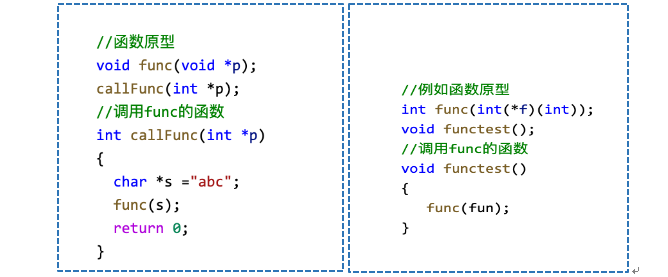 //函数原型
void func(void *p);
callFunc(int *p);
//调用func的函数
int callFunc(int *p)
{
char *s ="abc";
func(s);
return 0;
}
//例如函数原型
int func(int(*f)(int));
void functest();
//调用func的函数
void functest()
{
func(fun);
}